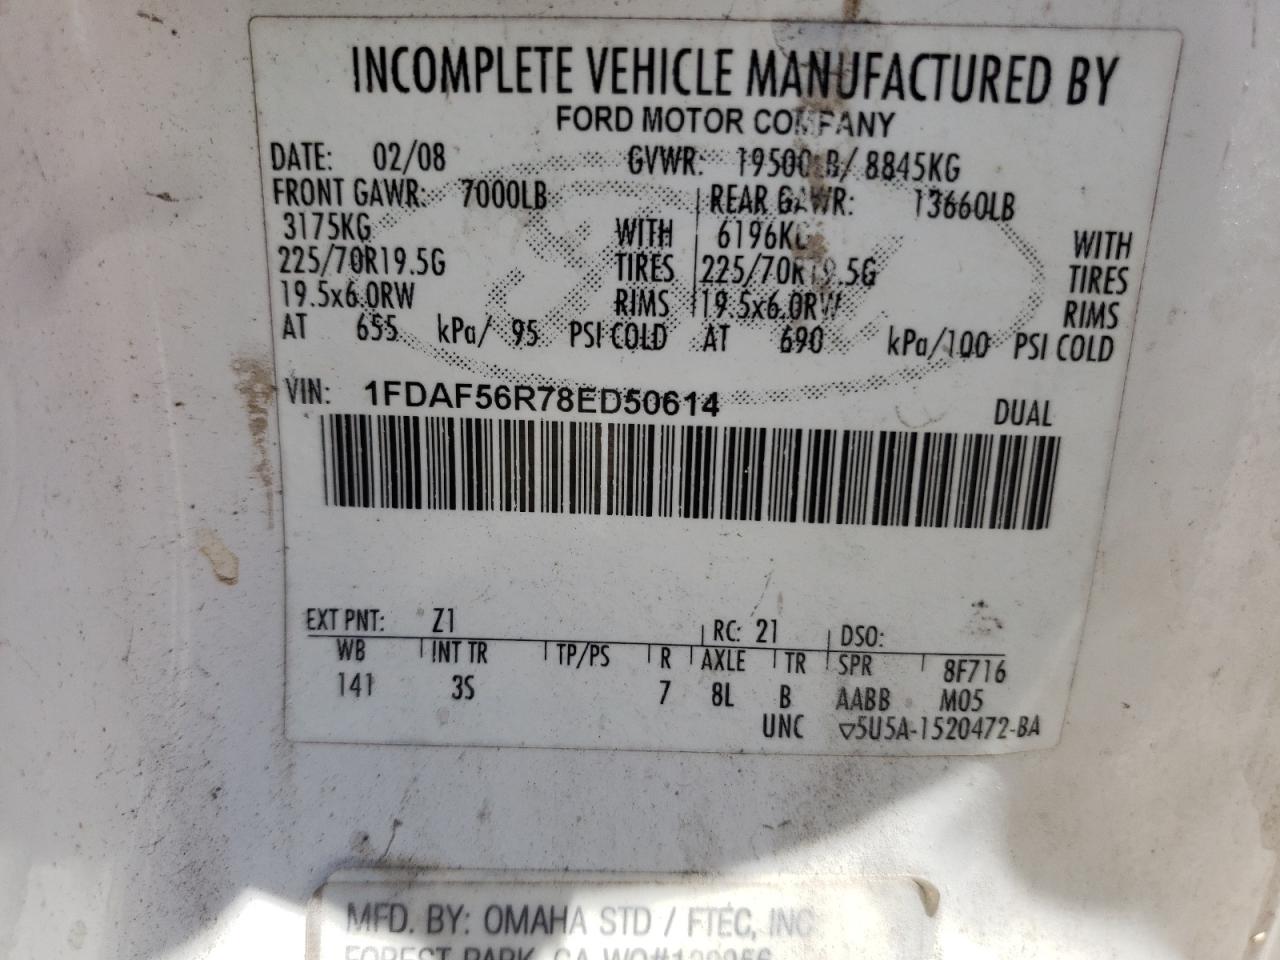 INCOMPLETE VEHICLE MANUFACTURED BY
FORD MOTOR COMPANY
DATE: 02/08 GVWR: 19500LB/ 8845KG
FRONT GAWR: 7000LB REAR GAWR: 13660LB
3175KG WITH 6196KG WITH
225/70R19.5G TIRES 225/70R19.5G TIRES
19.5x6.0RW RIMS 19.5x6.0RW RIMS
AT 655 kPa/ 95 PSI COLD AT 690 kPa/100 PSI COLD
VIN: 1FDAF56R78ED50614 DUAL
EXT PNT: Z1 RC: 21 DSO:
WB INT TR TP/PS R AXLE TR SPR 8F716
141 3S 7 8L B AABB M05
UNC ▽5U5A-1520472-BA
MFD. BY: OMAHA STD / FTEC, INC
FOREST PARK, GA